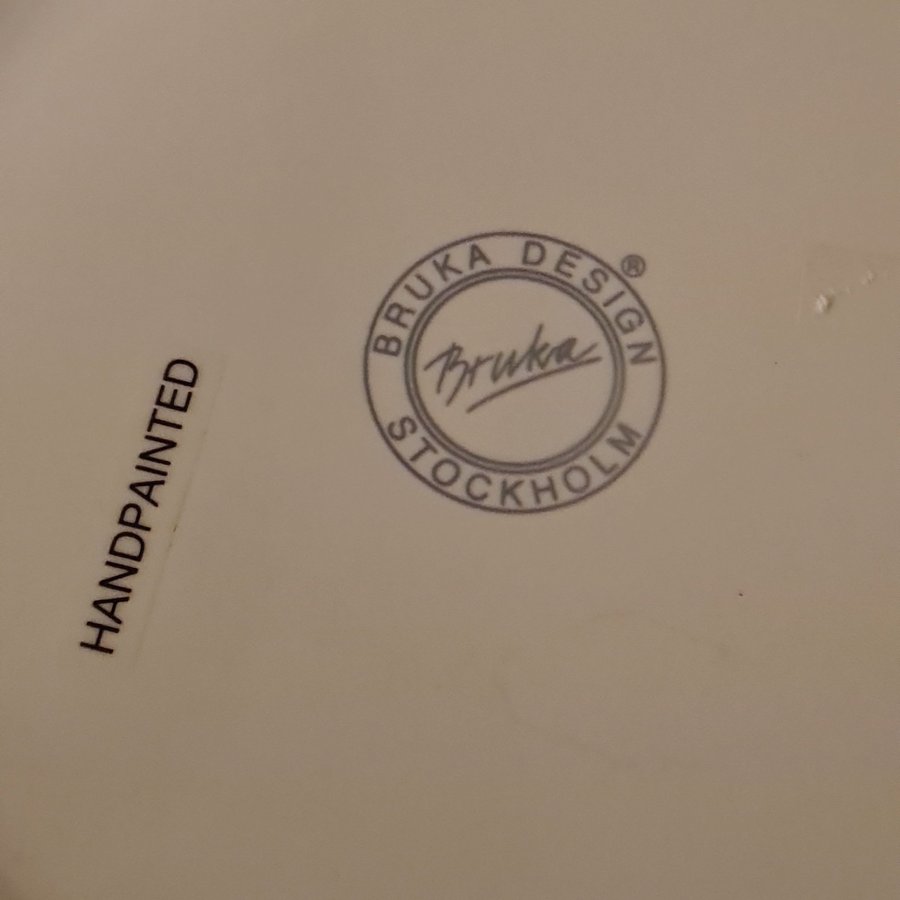 BRUKA DESIGN ®
Bruka
STOCKHOLM
HANDPAINTED